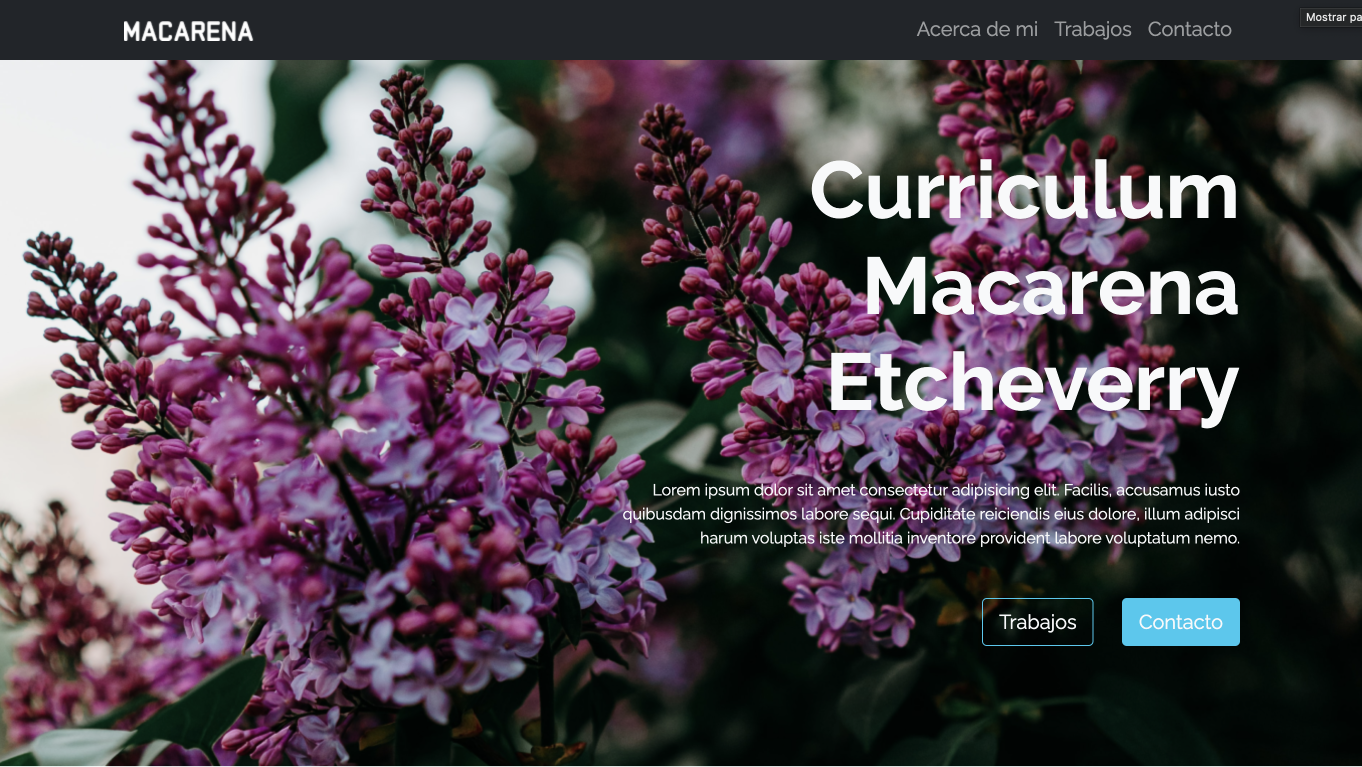 MACARENA
Acerca de mi Trabajos Contacto
Mostrar pa
Curriculum
Macarena
Etcheverry
Lorem ipsum dolor sit amet consectetur adipisicing elit. Facilis, accusamus iusto
quibusdam dignissimos labore sequi. Cupiditate reiciendis eius dolore, illum adipisci
harum voluptas iste mollitia inventore provident labore voluptatum nemo.
Trabajos Contacto